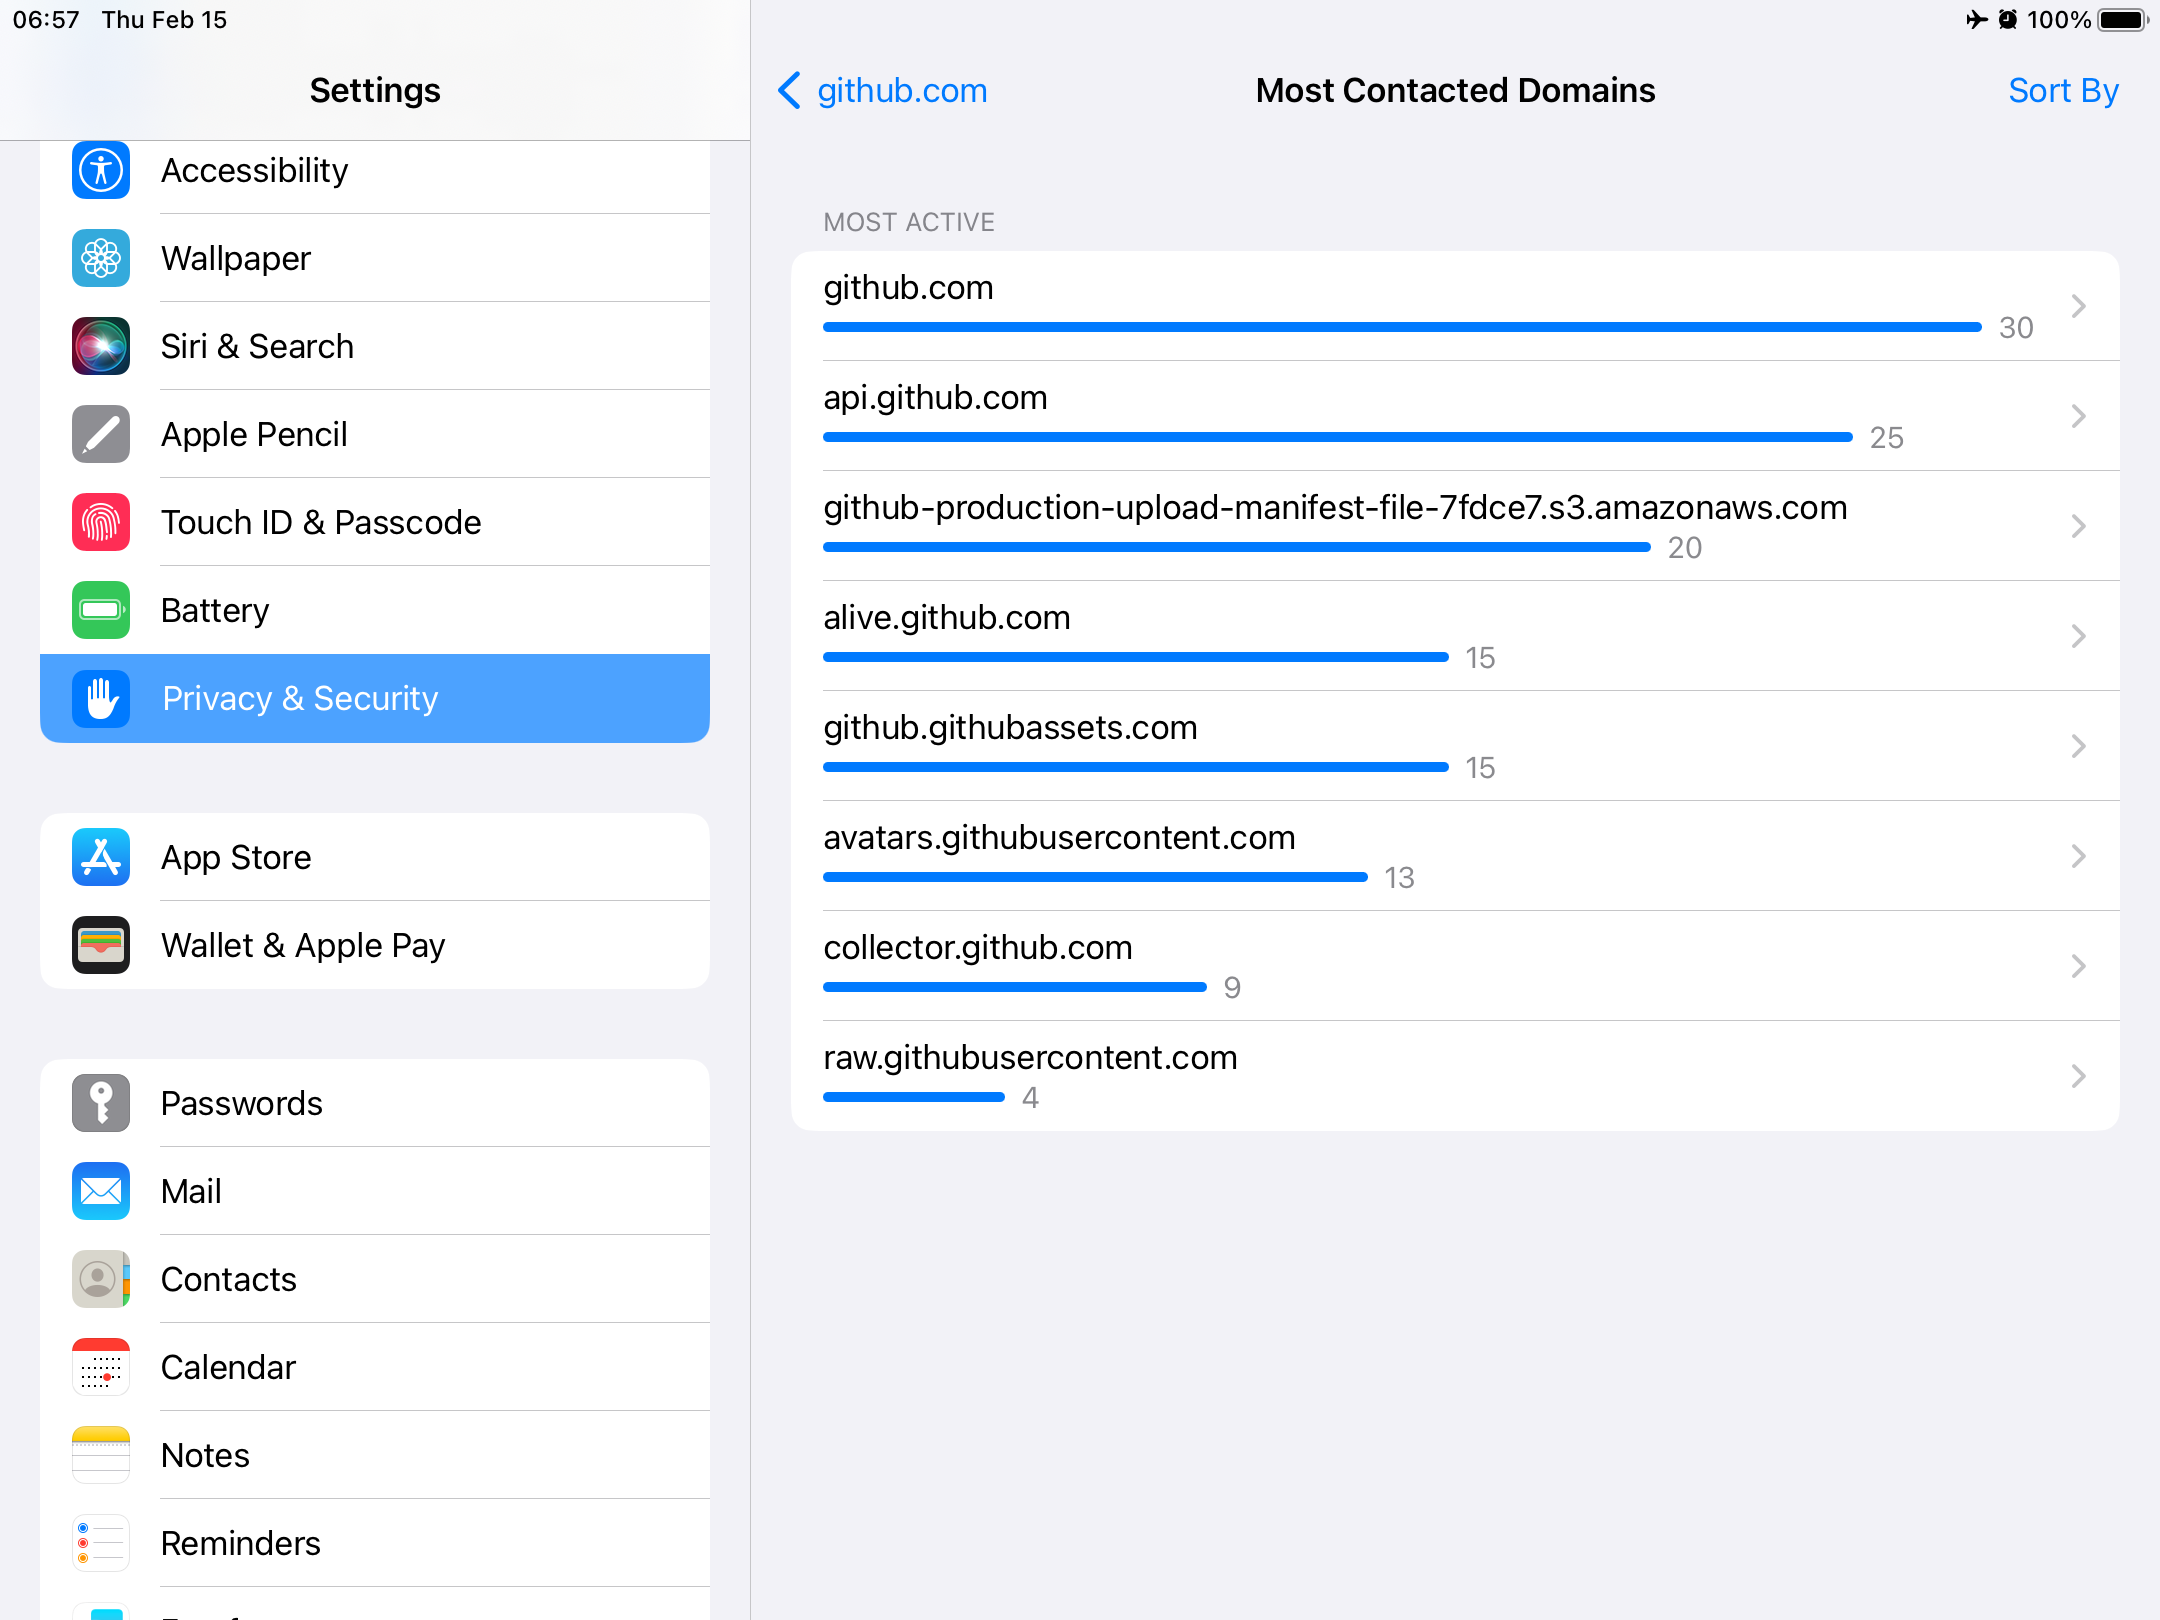 06:57 Thu Feb 15
100%
Settings
Accessibility
Wallpaper
Siri & Search
Apple Pencil
Touch ID & Passcode
Battery
Privacy & Security
App Store
Wallet & Apple Pay
Passwords
Mail
Contacts
Calendar
Notes
Reminders
github.com
Most Contacted Domains
Sort By
MOST ACTIVE
github.com
30
api.github.com
25
github-production-upload-manifest-file-7fdce7.s3.amazonaws.com
20
alive.github.com
15
github.githubassets.com
15
avatars.githubusercontent.com
13
collector.github.com
9
raw.githubusercontent.com
4